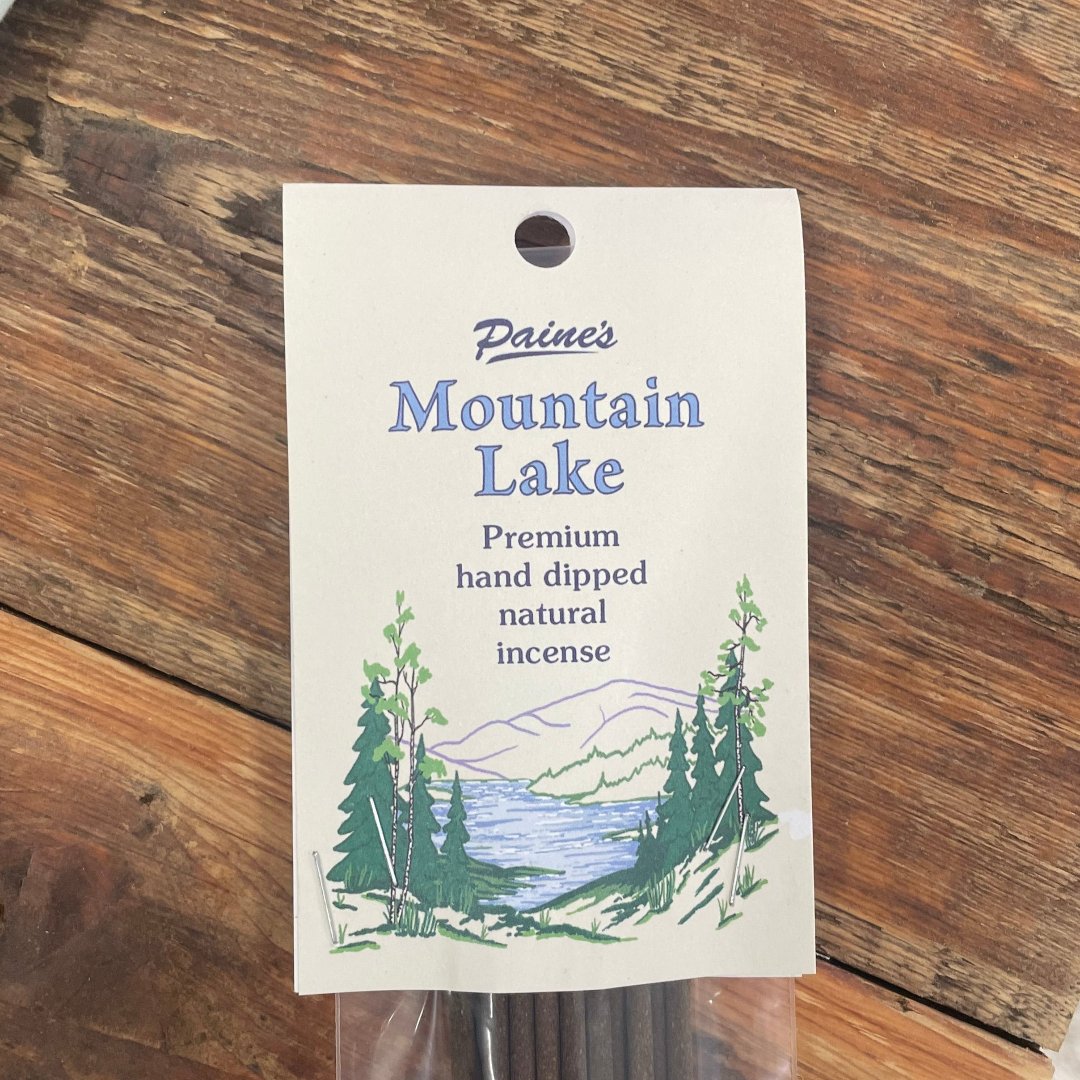 Paine's
Mountain
Lake
Premium
hand dipped
natural
incense